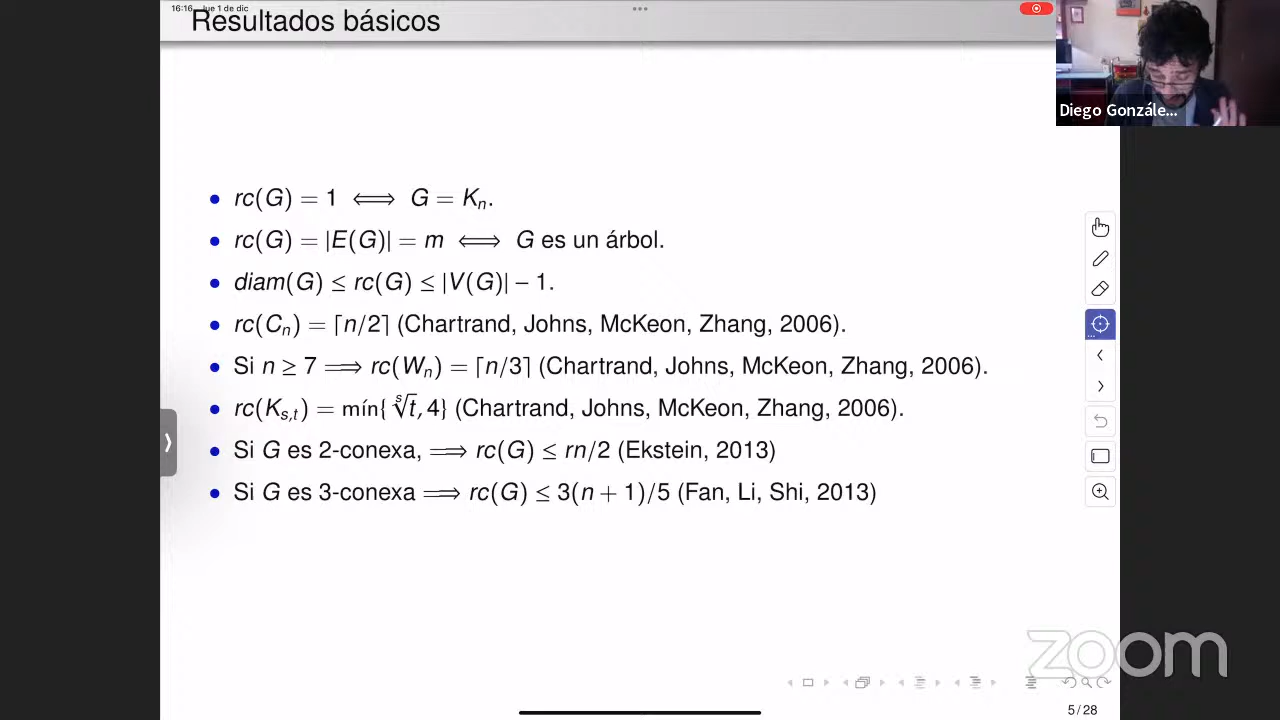 16:16 Jue 1 de dic
Resultados básicos
Diego Gonzále...
• rc(G) = 1 ⟺ G = Kₙ.
• rc(G) = |E(G)| = m ⟺ G es un árbol.
• diam(G) ≤ rc(G) ≤ |V(G)| – 1.
• rc(Cₙ) = ⌈n/2⌉ (Chartrand, Johns, McKeon, Zhang, 2006).
• Si n ≥ 7 ⟹ rc(Wₙ) = ⌈n/3⌉ (Chartrand, Johns, McKeon, Zhang, 2006).
• rc(K_{s,t}) = mín{ \sqrt[s]{t}, 4} (Chartrand, Johns, McKeon, Zhang, 2006).
• Si G es 2-conexa, ⟹ rc(G) ≤ rn/2 (Ekstein, 2013)
• Si G es 3-conexa ⟹ rc(G) ≤ 3(n + 1)/5 (Fan, Li, Shi, 2013)
zoom
5 / 28